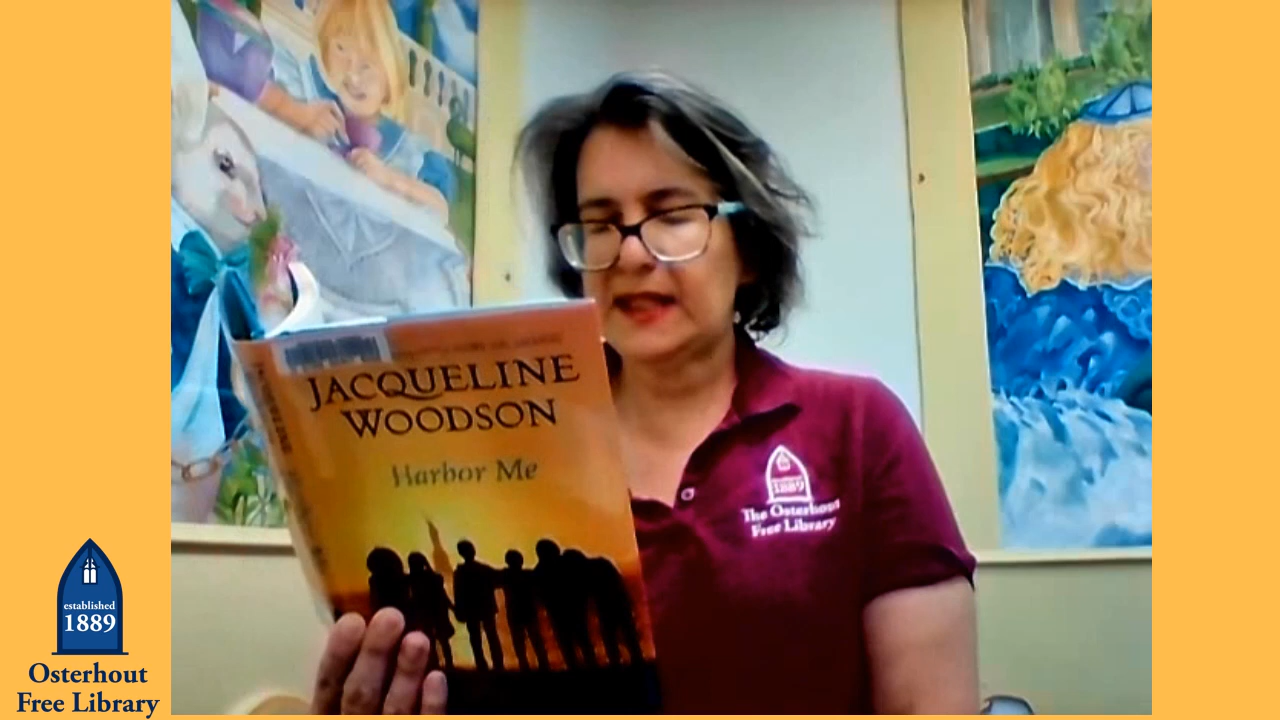 JACQUELINE
WOODSON
Harbor Me
1889
The Osterhout
Free Library
established
1889
Osterhout
Free Library